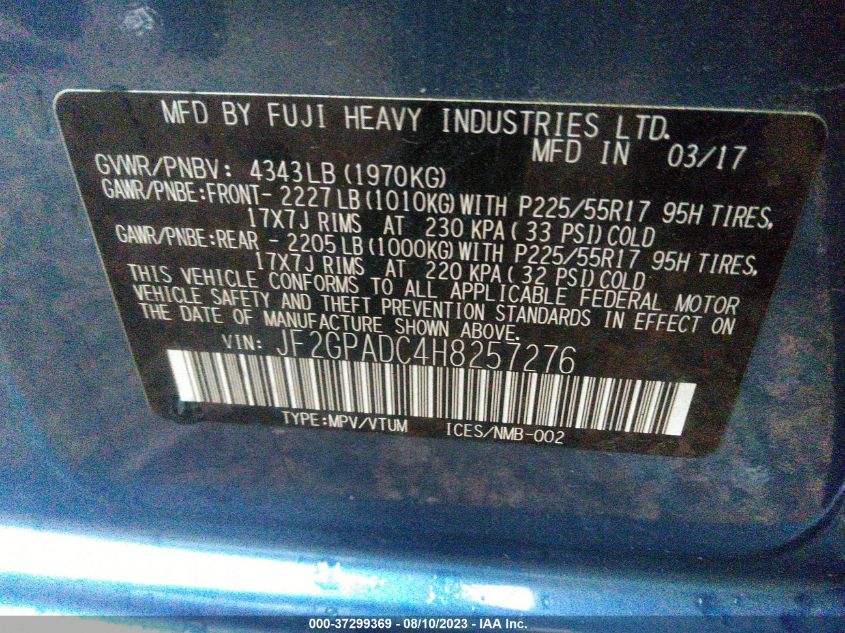 MFD BY FUJI HEAVY INDUSTRIES LTD.
MFD IN 03/17
GVWR/PNBV: 4343LB (1970KG)
GAWR/PNBE:FRONT- 2227LB (1010KG) WITH P225/55R17 95H TIRES,
17X7J RIMS AT 230 KPA( 33 PSI) COLD
GAWR/PNBE:REAR - 2205LB (1000KG) WITH P225/55R17 95H TIRES,
17X7J RIMS AT 220 KPA( 32 PSI) COLD
THIS VEHICLE CONFORMS TO ALL APPLICABLE FEDERAL MOTOR
VEHICLE SAFETY AND THEFT PREVENTION STANDARDS IN EFFECT ON
THE DATE OF MANUFACTURE SHOWN ABOVE.
VIN: JF2GPADC4H8257276
TYPE:MPV/VTUM ICES/NMB-002
000-37299369 - 08/10/2023 - IAA Inc.